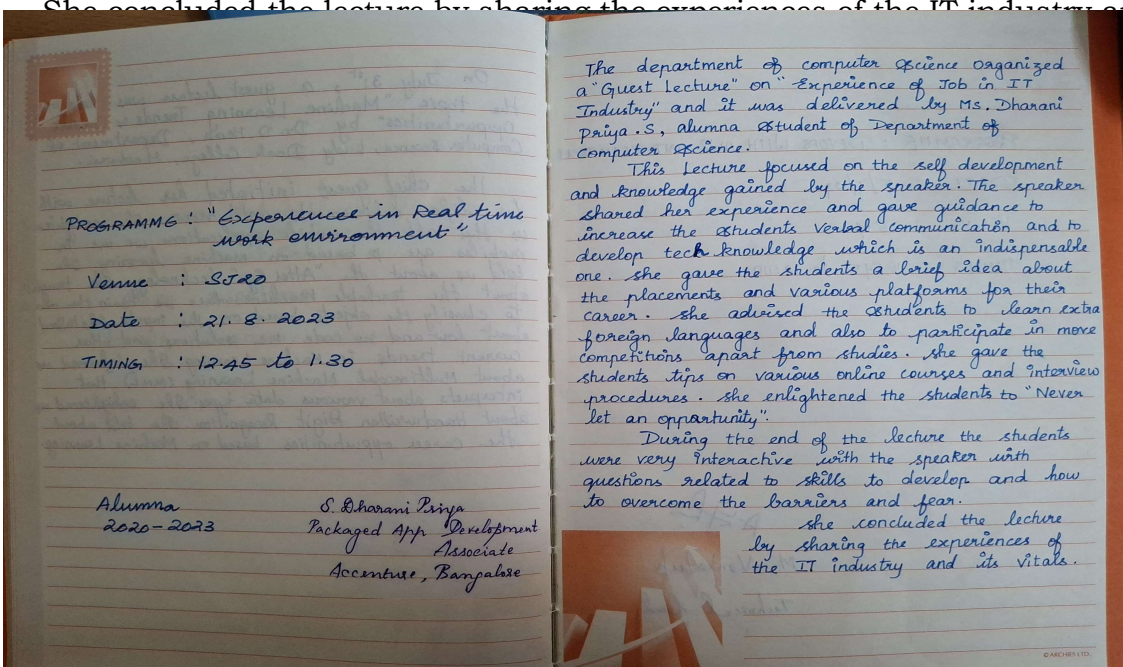 She concluded the lecture by sharing the experiences of the IT industry
PROGRAMME : "Experiences in Real time
work environment"
Venue : SJ20
Date : 21.8.2023
TIMING : 12.45 to 1.30
Alumna
2020-2023
S. Dharani Priya
Packaged App Development
Associate
Accenture, Bangalore
The department of computer science organized
a "Guest Lecture" on "Experience of Job in IT
Industry" and it was delivered by Ms. Dharani
Priya.S, alumna student of Department of
Computer Science.
This Lecture focused on the self development
and knowledge gained by the speaker. The speaker
shared her experience and gave guidance to
increase the students verbal communication and to
develop tech knowledge which is an indispensable
one. she gave the students a brief idea about
the placements and various platforms for their
career. she advised the students to learn extra
foreign languages and also to participate in more
competitions apart from studies. she gave the
students tips on various online courses and interview
procedures. she enlightened the students to "Never
let an opportunity".
During the end of the lecture the students
were very interactive with the speaker with
questions related to skills to develop and how
to overcome the barriers and fear.
she concluded the lecture
by sharing the experiences of
the IT industry and its vitals.
© ARCHIES LTD.